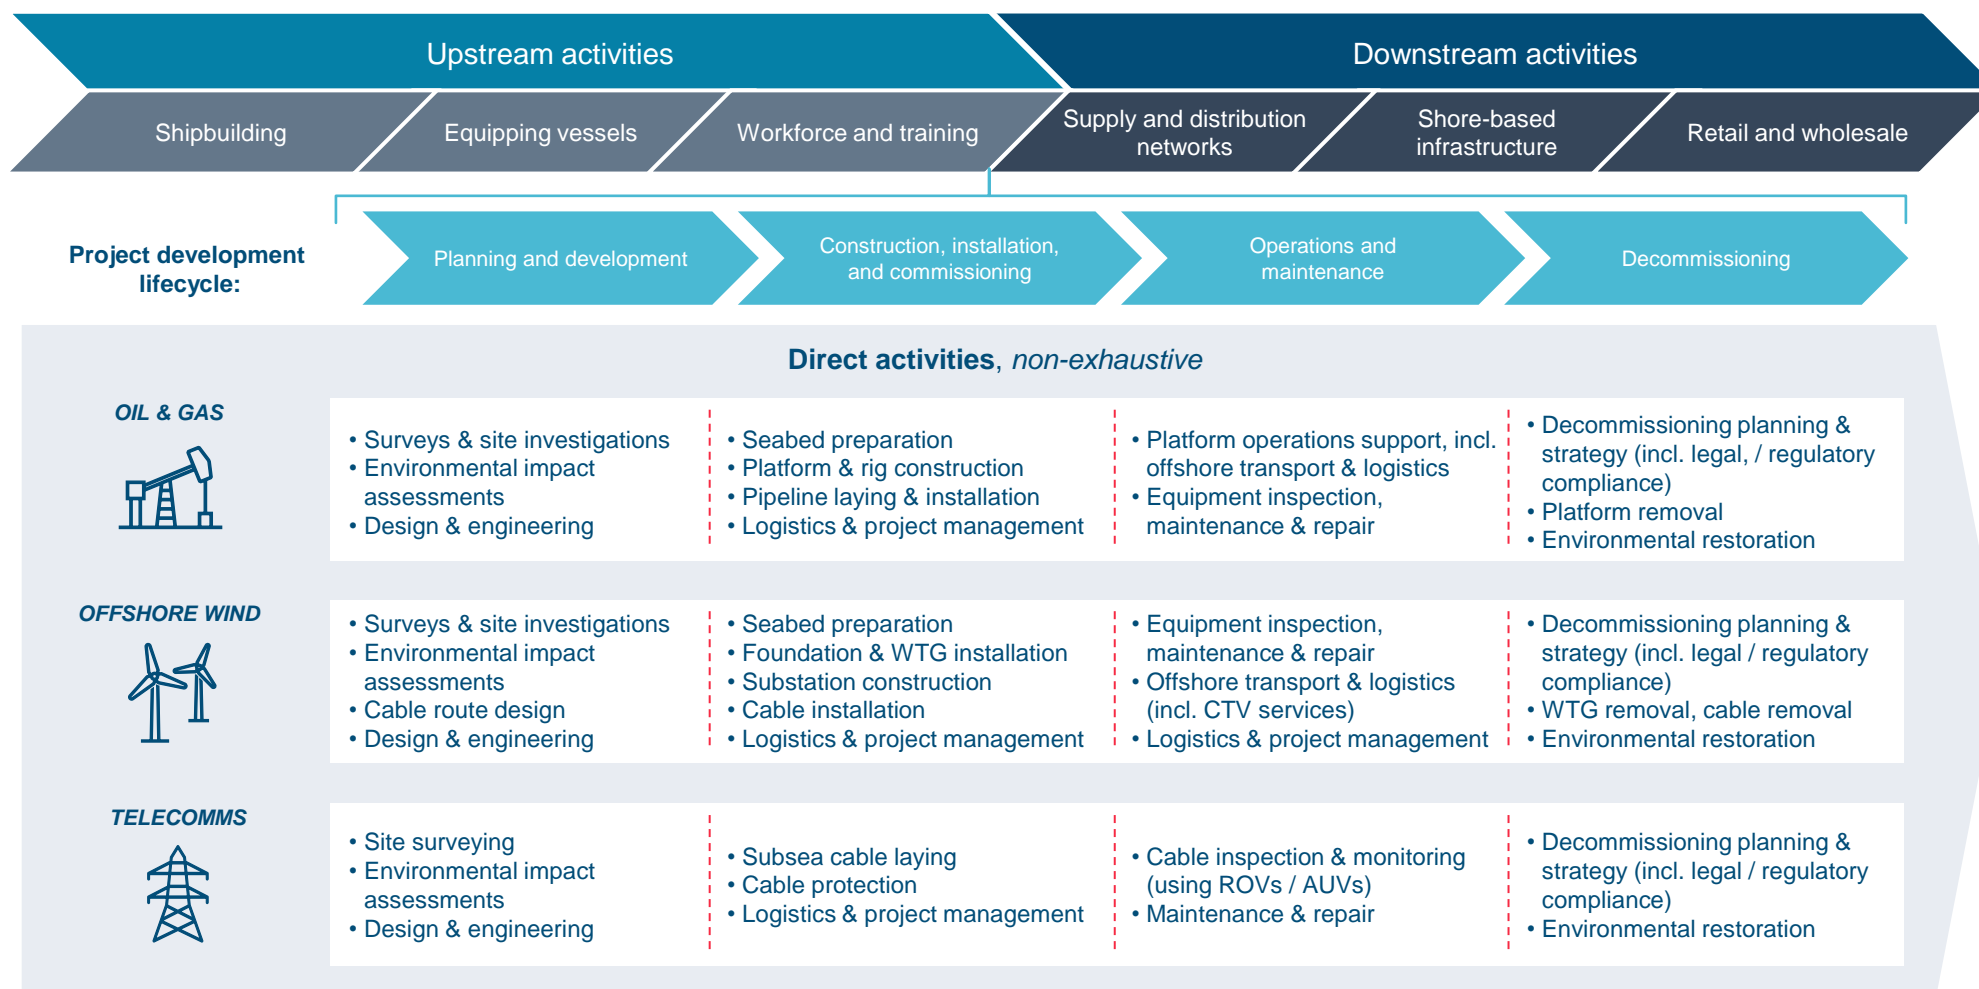 Upstream activities
Downstream activities
Shipbuilding
Equipping vessels
Workforce and training
Supply and distribution
networks
Shore-based
infrastructure
Retail and wholesale
Project development
lifecycle:
Planning and development
Construction, installation,
and commissioning
Operations and
maintenance
Decommissioning
Direct activities, non-exhaustive
OIL & GAS
• Surveys & site investigations
• Environmental impact
assessments
• Design & engineering
• Seabed preparation
• Platform & rig construction
• Pipeline laying & installation
• Logistics & project management
• Platform operations support, incl.
offshore transport & logistics
• Equipment inspection,
maintenance & repair
• Decommissioning planning &
strategy (incl. legal, / regulatory
compliance)
• Platform removal
• Environmental restoration
OFFSHORE WIND
• Surveys & site investigations
• Environmental impact
assessments
• Cable route design
• Design & engineering
• Seabed preparation
• Foundation & WTG installation
• Substation construction
• Cable installation
• Logistics & project management
• Equipment inspection,
maintenance & repair
• Offshore transport & logistics
(incl. CTV services)
• Logistics & project management
• Decommissioning planning &
strategy (incl. legal / regulatory
compliance)
• WTG removal, cable removal
• Environmental restoration
TELECOMMS
• Site surveying
• Environmental impact
assessments
• Design & engineering
• Subsea cable laying
• Cable protection
• Logistics & project management
• Cable inspection & monitoring
(using ROVs / AUVs)
• Maintenance & repair
• Decommissioning planning &
strategy (incl. legal / regulatory
compliance)
• Environmental restoration